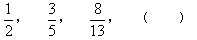 1/2, 3/5, 8/13, (    )